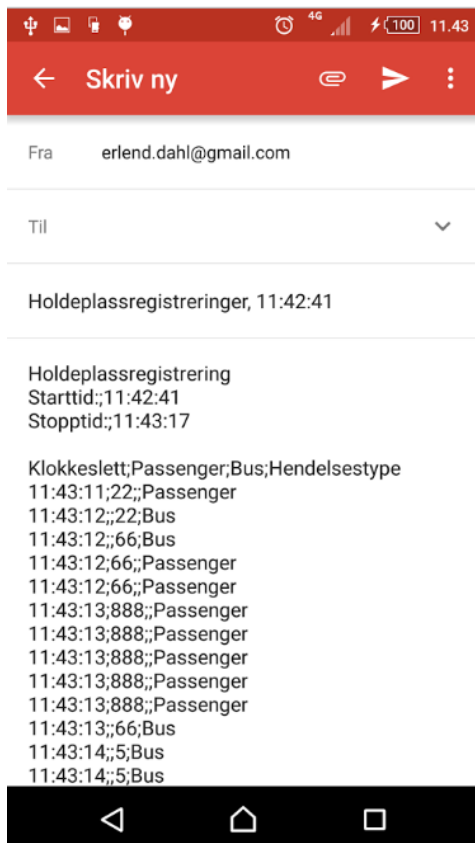 4G 100 11.43
Skriv ny
Fra erlend.dahl@gmail.com
Til
Holdeplassregistreringer, 11:42:41
Holdeplassregistrering
Starttid:;11:42:41
Stopptid:;11:43:17
Klokkeslett;Passenger;Bus;Hendelsestype
11:43:11;22;;Passenger
11:43:12;;22;Bus
11:43:12;;66;Bus
11:43:12;66;;Passenger
11:43:12;66;;Passenger
11:43:13;888;;Passenger
11:43:13;888;;Passenger
11:43:13;888;;Passenger
11:43:13;888;;Passenger
11:43:13;888;;Passenger
11:43:13;;66;Bus
11:43:14;;5;Bus
11:43:14;;5;Bus